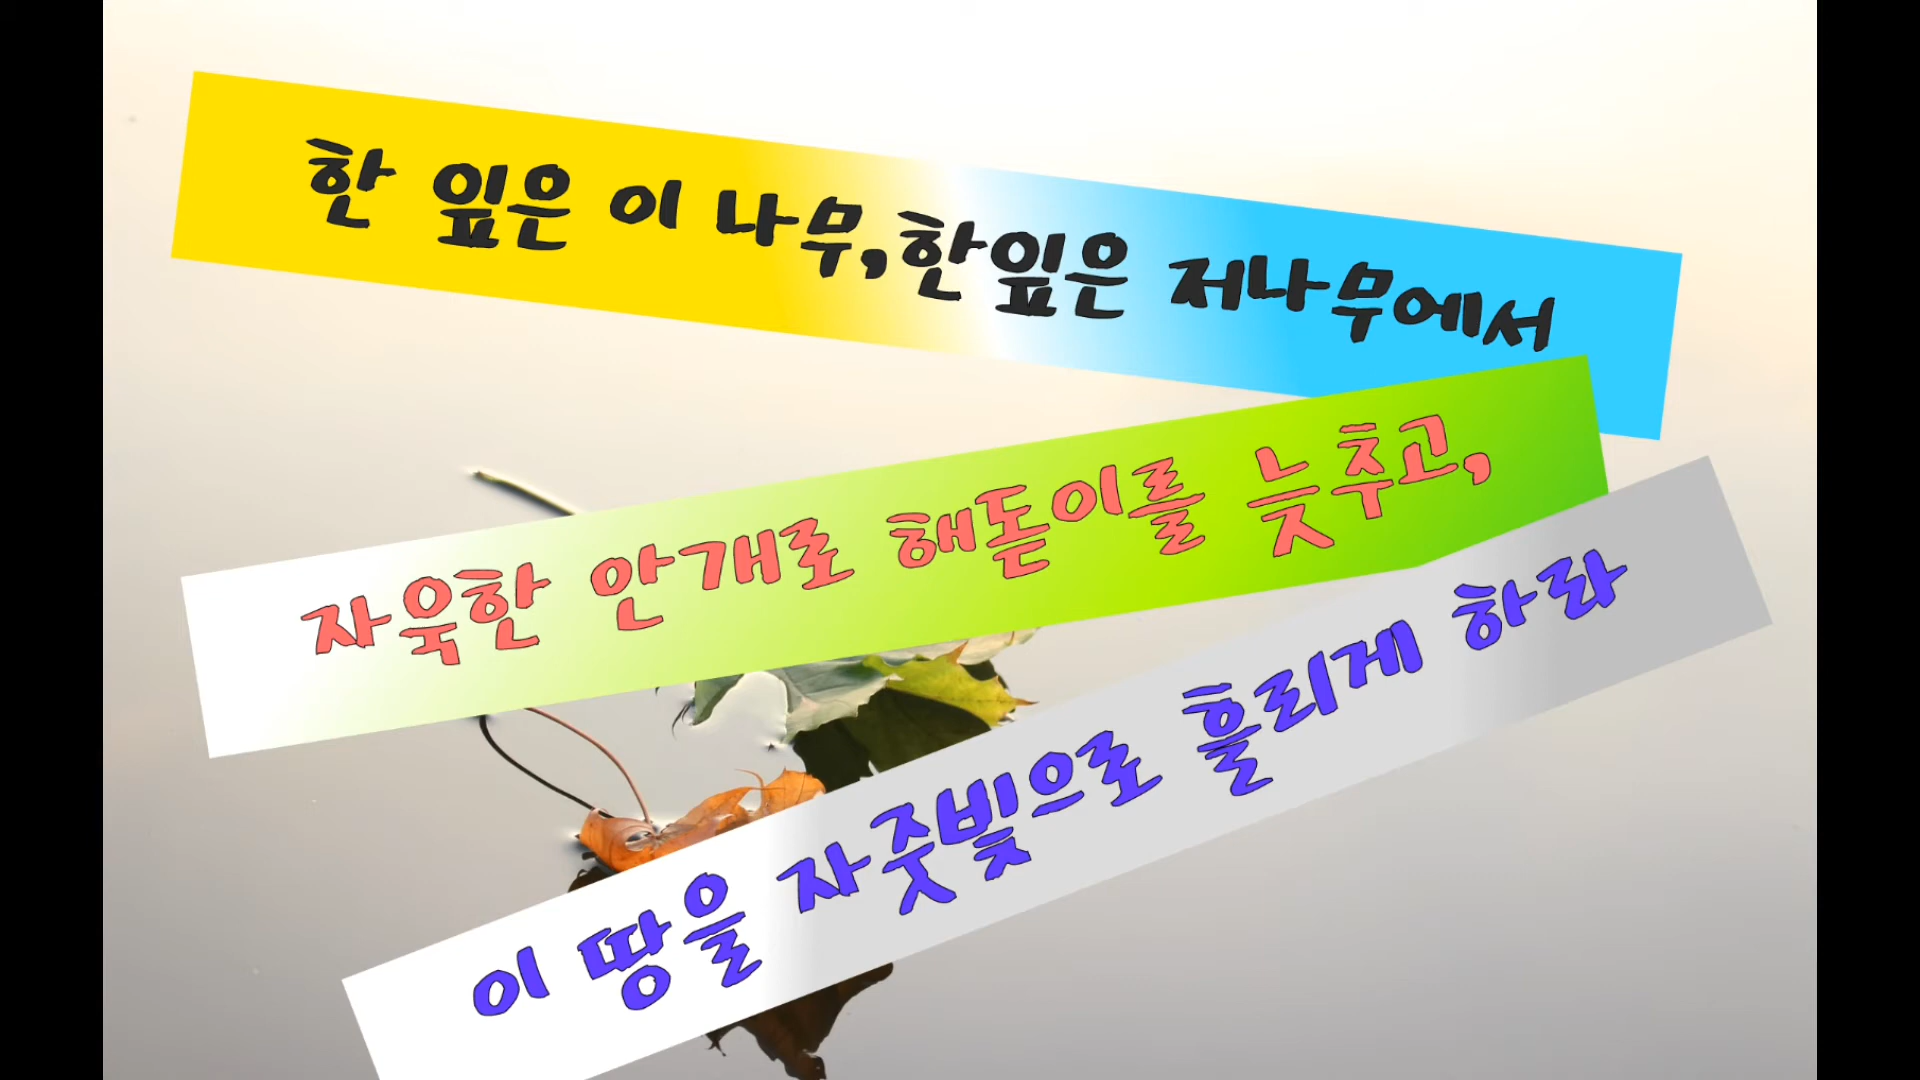 한 잎은 이 나무,한잎은 저나무에서
자욱한 안개로 해돋이를 늦추고,
이 땅을 자줏빛으로 흘리게 하라